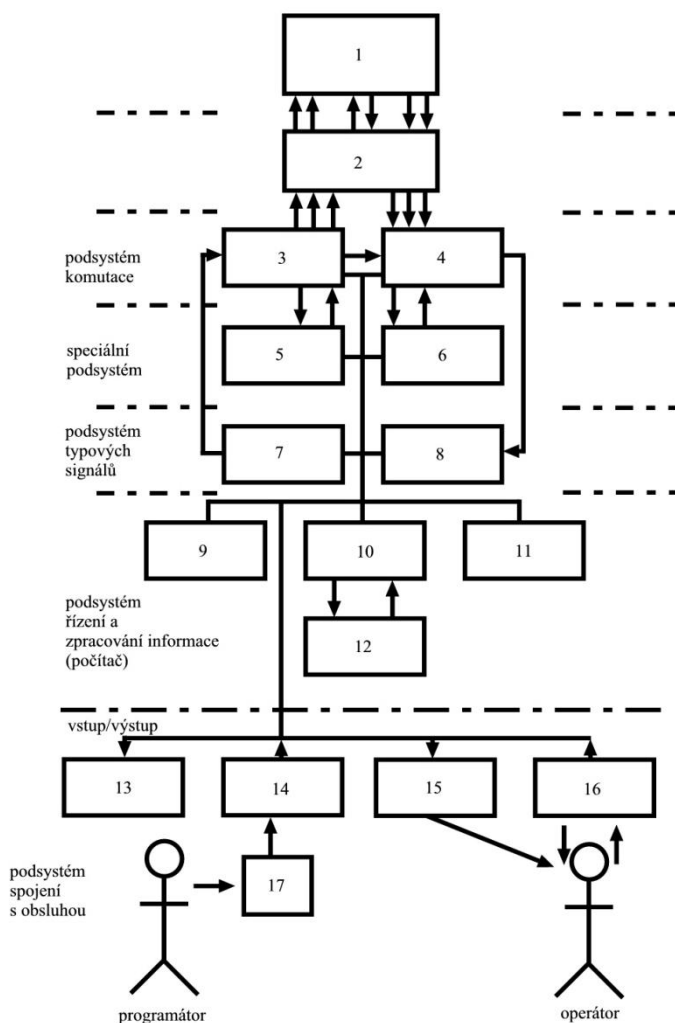 1
2
podsystém
komutace
3
4
speciální
podsystém
5
6
podsystém
typových
signálů
7
8
9
10
11
podsystém
řízení a
zpracování informace
(počítač)
12
vstup/výstup
13
14
15
16
podsystém
spojení
s obsluhou
17
programátor
operátor